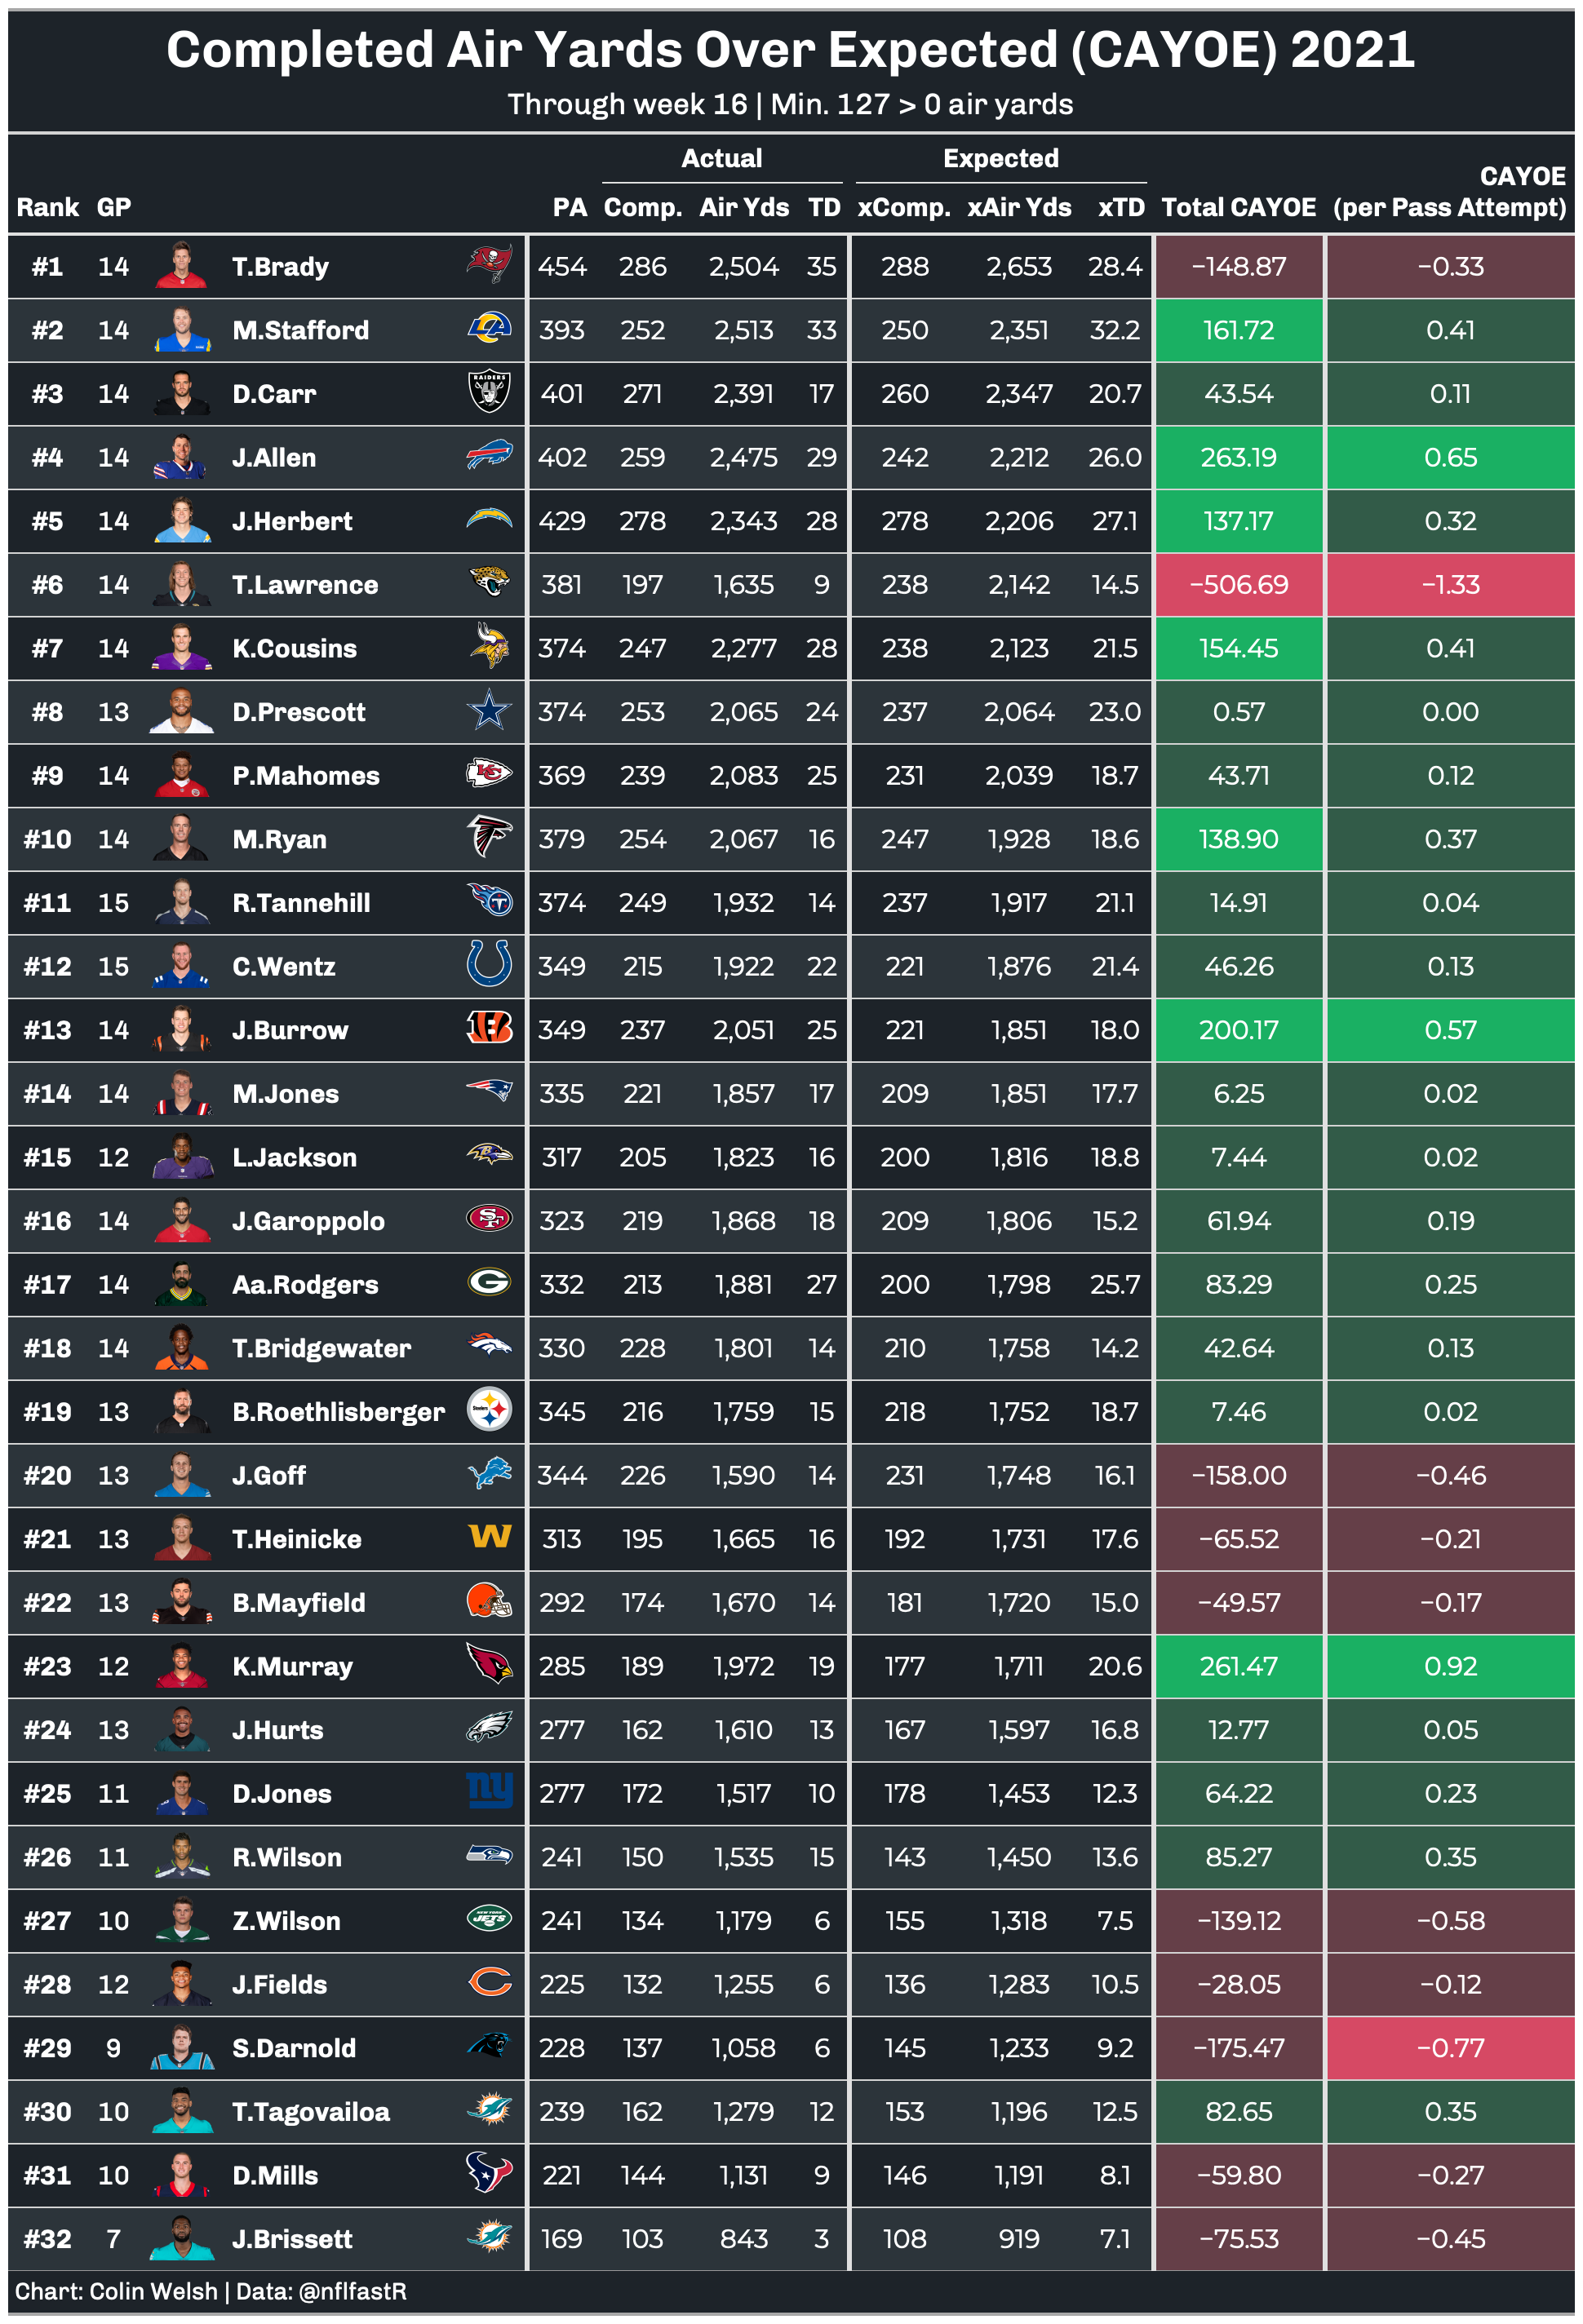 Completed Air Yards Over Expected (CAYOE) 2021
Through week 16 | Min. 127 > 0 air yards
Actual Expected
Rank GP PA Comp. Air Yds TD xComp. xAir Yds xTD Total CAYOE CAYOE (per Pass Attempt)
#1 14 T.Brady 454 286 2,504 35 288 2,653 28.4 −148.87 −0.33
#2 14 M.Stafford LA 393 252 2,513 33 250 2,351 32.2 161.72 0.41
#3 14 D.Carr RAIDERS 401 271 2,391 17 260 2,347 20.7 43.54 0.11
#4 14 J.Allen 402 259 2,475 29 242 2,212 26.0 263.19 0.65
#5 14 J.Herbert 429 278 2,343 28 278 2,206 27.1 137.17 0.32
#6 14 T.Lawrence 381 197 1,635 9 238 2,142 14.5 −506.69 −1.33
#7 14 K.Cousins 374 247 2,277 28 238 2,123 21.5 154.45 0.41
#8 13 D.Prescott 374 253 2,065 24 237 2,064 23.0 0.57 0.00
#9 14 P.Mahomes KC 369 239 2,083 25 231 2,039 18.7 43.71 0.12
#10 14 M.Ryan 379 254 2,067 16 247 1,928 18.6 138.90 0.37
#11 15 R.Tannehill T 374 249 1,932 14 237 1,917 21.1 14.91 0.04
#12 15 C.Wentz 349 215 1,922 22 221 1,876 21.4 46.26 0.13
#13 14 J.Burrow B 349 237 2,051 25 221 1,851 18.0 200.17 0.57
#14 14 M.Jones 335 221 1,857 17 209 1,851 17.7 6.25 0.02
#15 12 L.Jackson B 317 205 1,823 16 200 1,816 18.8 7.44 0.02
#16 14 J.Garoppolo SF 323 219 1,868 18 209 1,806 15.2 61.94 0.19
#17 14 Aa.Rodgers G 332 213 1,881 27 200 1,798 25.7 83.29 0.25
#18 14 T.Bridgewater 330 228 1,801 14 210 1,758 14.2 42.64 0.13
#19 13 B.Roethlisberger Steelers 345 216 1,759 15 218 1,752 18.7 7.46 0.02
#20 13 J.Goff 344 226 1,590 14 231 1,748 16.1 −158.00 −0.46
#21 13 T.Heinicke W 313 195 1,665 16 192 1,731 17.6 −65.52 −0.21
#22 13 B.Mayfield 292 174 1,670 14 181 1,720 15.0 −49.57 −0.17
#23 12 K.Murray 285 189 1,972 19 177 1,711 20.6 261.47 0.92
#24 13 J.Hurts 277 162 1,610 13 167 1,597 16.8 12.77 0.05
#25 11 D.Jones ny 277 172 1,517 10 178 1,453 12.3 64.22 0.23
#26 11 R.Wilson 241 150 1,535 15 143 1,450 13.6 85.27 0.35
#27 10 Z.Wilson NEW YORK JETS 241 134 1,179 6 155 1,318 7.5 −139.12 −0.58
#28 12 J.Fields C 225 132 1,255 6 136 1,283 10.5 −28.05 −0.12
#29 9 S.Darnold 228 137 1,058 6 145 1,233 9.2 −175.47 −0.77
#30 10 T.Tagovailoa 239 162 1,279 12 153 1,196 12.5 82.65 0.35
#31 10 D.Mills 221 144 1,131 9 146 1,191 8.1 −59.80 −0.27
#32 7 J.Brissett 169 103 843 3 108 919 7.1 −75.53 −0.45
Chart: Colin Welsh | Data: @nflfastR